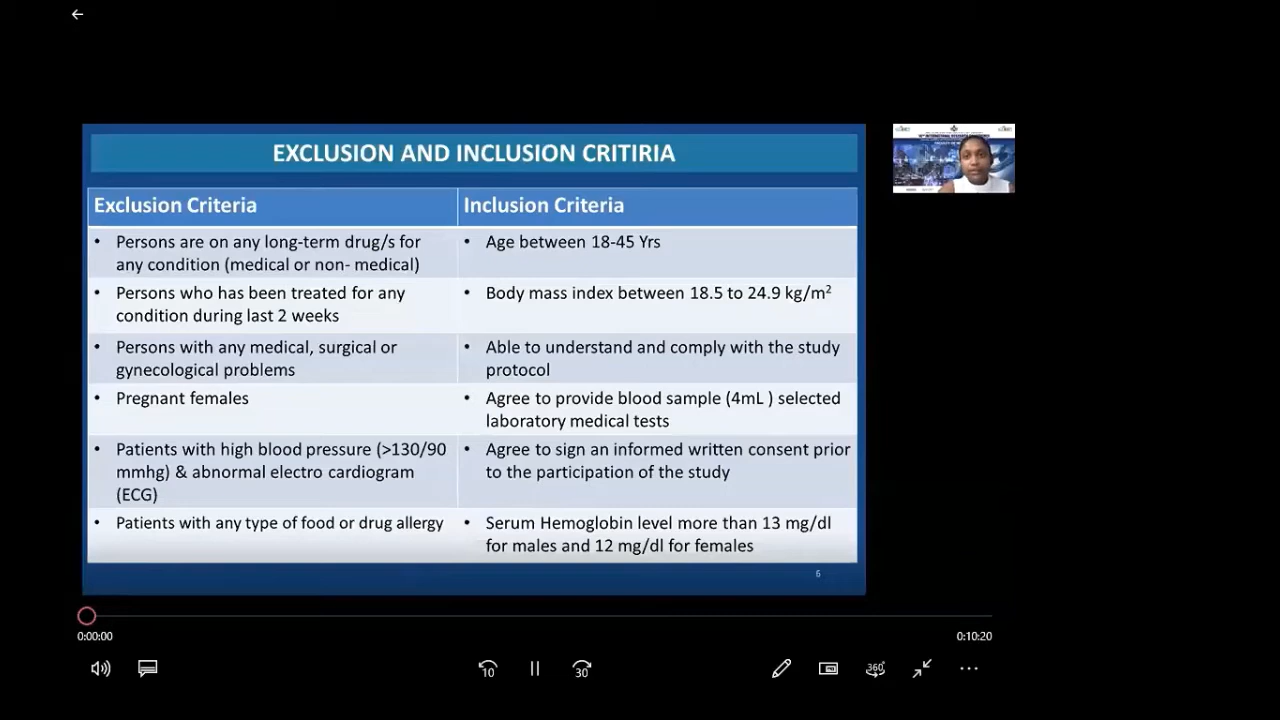 EXCLUSION AND INCLUSION CRITIRIA
Exclusion Criteria
Inclusion Criteria
• Persons are on any long-term drug/s for
any condition (medical or non- medical)
• Age between 18-45 Yrs
• Persons who has been treated for any
condition during last 2 weeks
• Body mass index between 18.5 to 24.9 kg/m²
• Persons with any medical, surgical or
gynecological problems
• Able to understand and comply with the study
protocol
• Pregnant females
• Agree to provide blood sample (4mL ) selected
laboratory medical tests
• Patients with high blood pressure (>130/90
mmhg) & abnormal electro cardiogram
(ECG)
• Agree to sign an informed written consent prior
to the participation of the study
• Patients with any type of food or drug allergy
• Serum Hemoglobin level more than 13 mg/dl
for males and 12 mg/dl for females
6
0:00:00
0:10:20
10
30
360